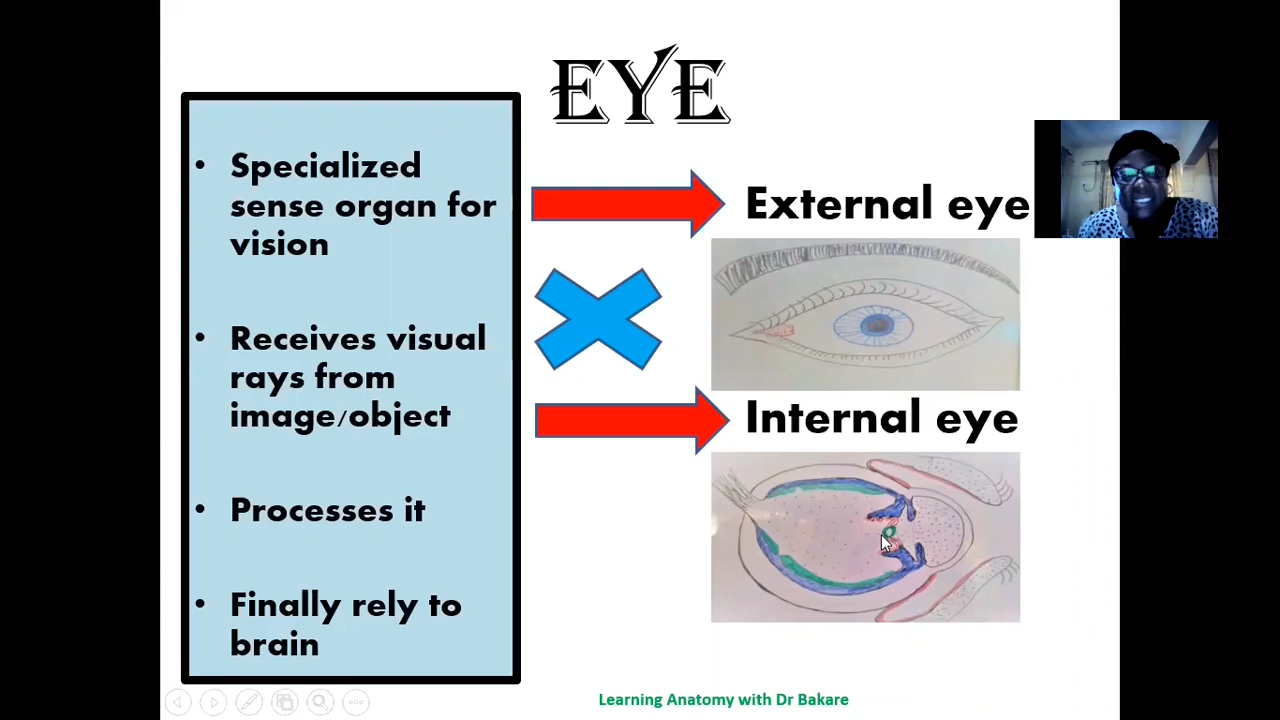 EYE
• Specialized
sense organ for
vision
• Receives visual
rays from
image/object
• Processes it
• Finally rely to
brain
External eye
Internal eye
Learning Anatomy with Dr Bakare